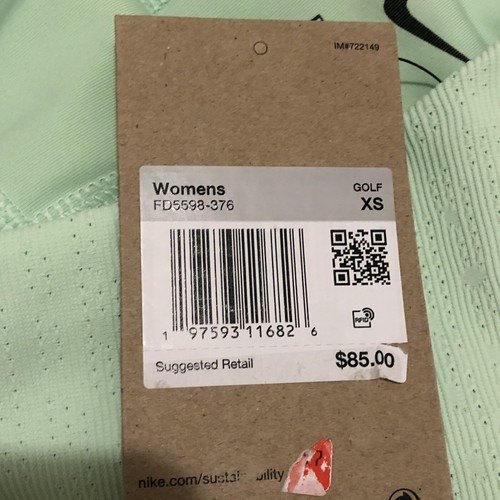 IM#722149
Womens
FD5598-376
GOLF
XS
1 97593 11682 6
RFID
Suggested Retail
$85.00
nike.com/sustainability